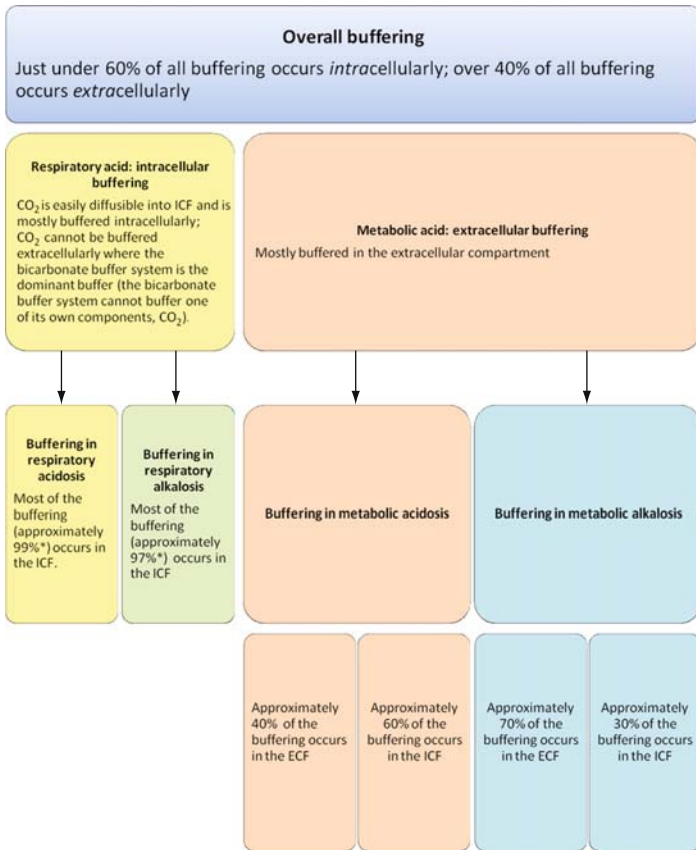 Overall buffering
Just under 60% of all buffering occurs intracellularly; over 40% of all buffering
occurs extracellularly
Respiratory acid: intracellular
buffering
CO₂ is easily diffusible into ICF and is
mostly buffered intracellularly;
CO₂ cannot be buffered
extracellularly where the
bicarbonate buffer system is the
dominant buffer (the bicarbonate
buffer system cannot buffer one
of its own components, CO₂).
Metabolic acid: extracellular buffering
Mostly buffered in the extracellular compartment
Buffering in
respiratory
acidosis
Most of the
buffering
(approximately
99%*) occurs in
the ICF.
Buffering in
respiratory
alkalosis
Most of the
buffering
(approximately
97%*) occurs in
the ICF
Buffering in metabolic acidosis
Buffering in metabolic alkalosis
Approximately
40% of the
buffering occurs
in the ECF
Approximately
60% of the
buffering occurs
in the ICF
Approximately
70% of the
buffering occurs
in the ECF
Approximately
30% of the
buffering occurs
in the ICF